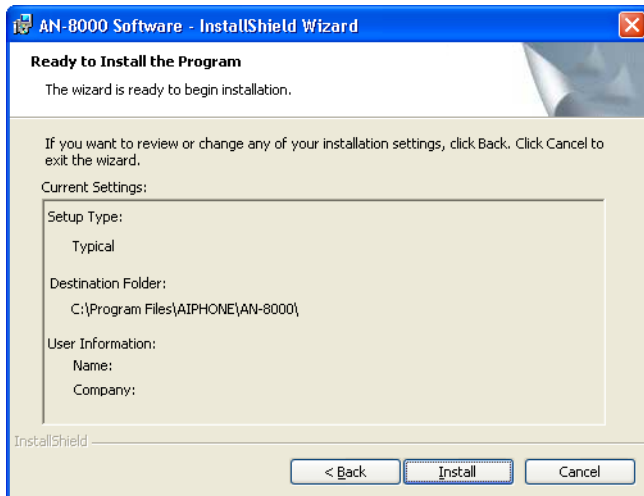 AN-8000 Software - InstallShield Wizard
Ready to Install the Program
The wizard is ready to begin installation.
If you want to review or change any of your installation settings, click Back. Click Cancel to
exit the wizard.
Current Settings:
Setup Type:
Typical
Destination Folder:
C:\Program Files\AIPHONE\AN-8000\
User Information:
Name:
Company:
InstallShield
< Back
Install
Cancel